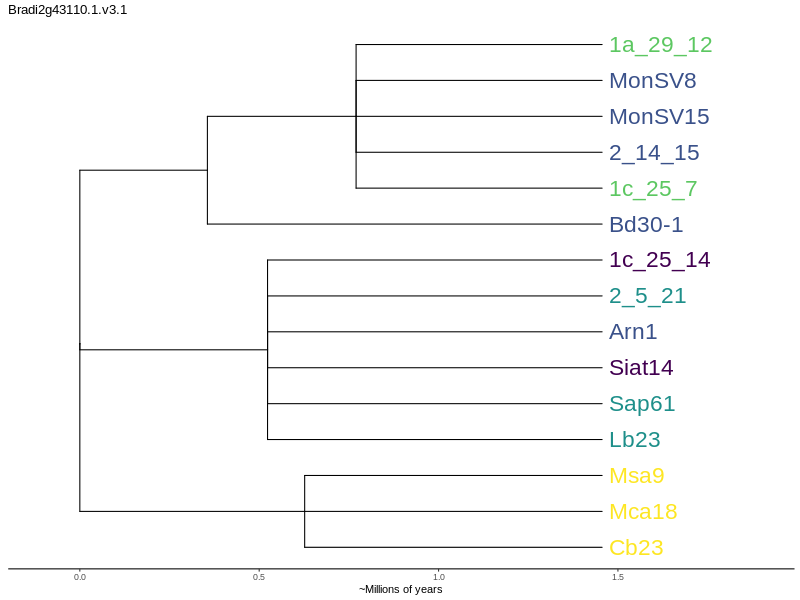 Bradi2g43110.1.v3.1
1a_29_12
MonSV8
MonSV15
2_14_15
1c_25_7
Bd30-1
1c_25_14
2_5_21
Arn1
Siat14
Sap61
Lb23
Msa9
Mca18
Cb23
0.0 0.5 1.0 1.5
~Millions of years